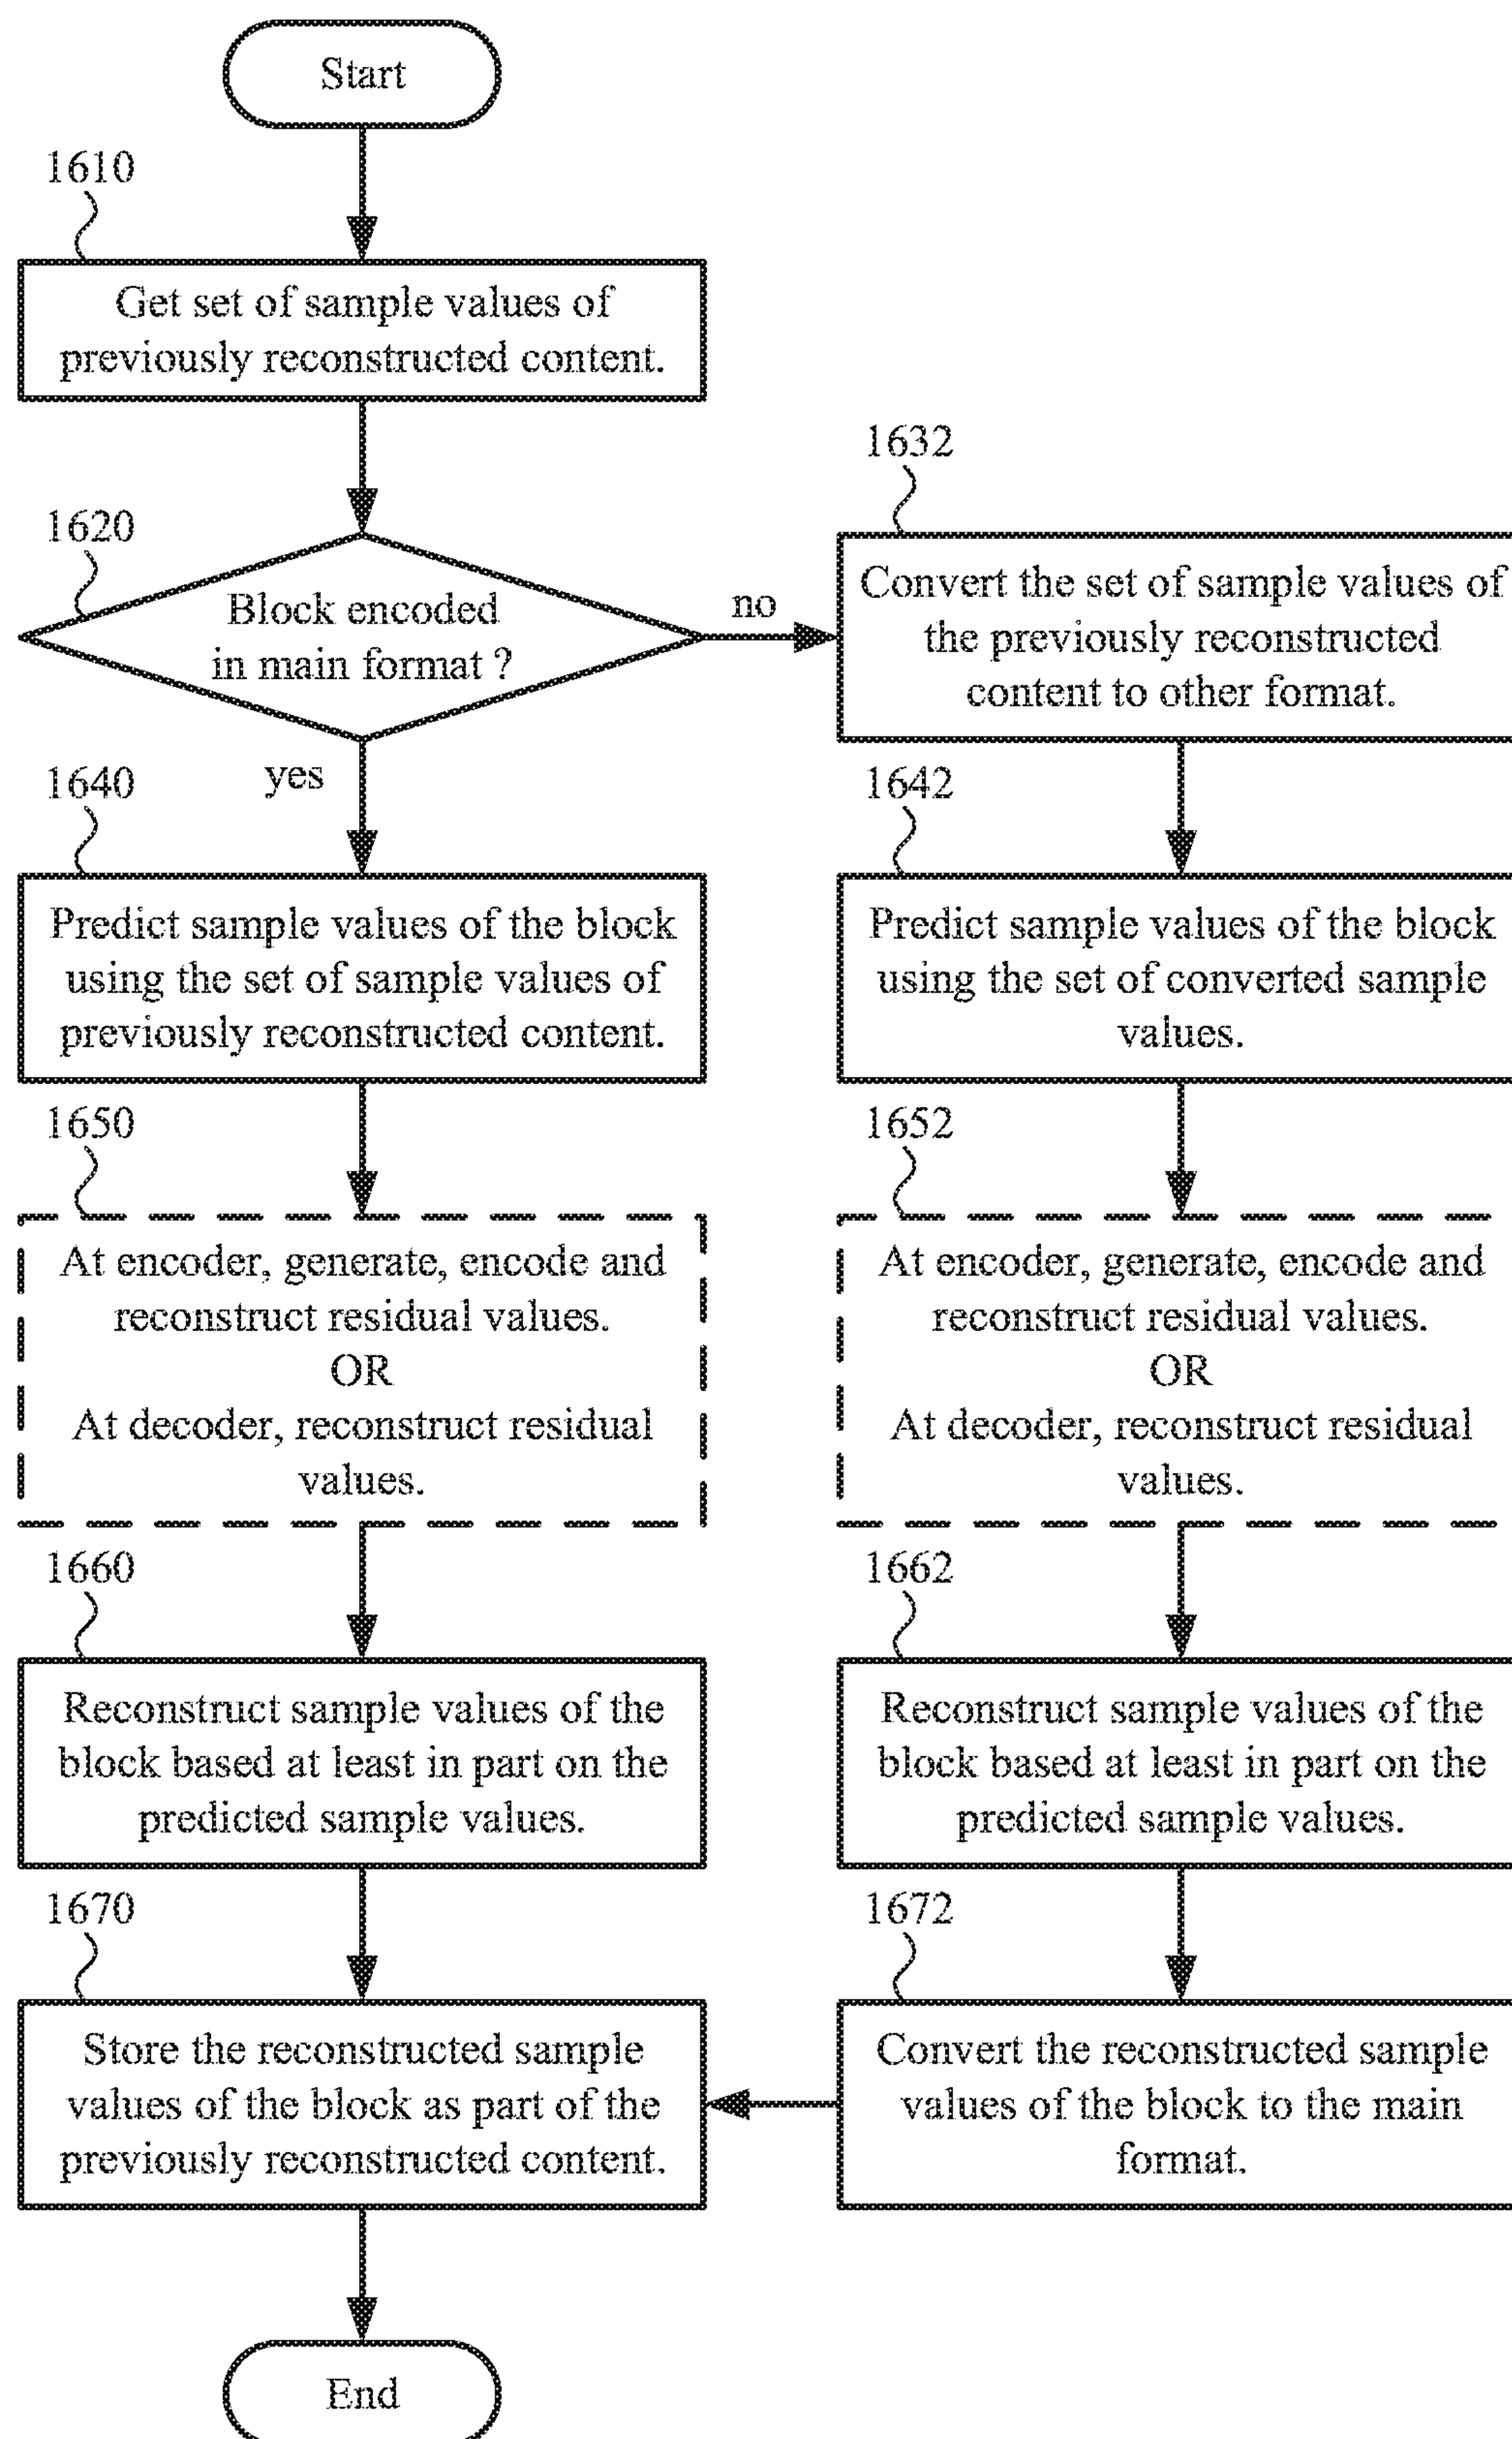 Start
1610
Get set of sample values of
previously reconstructed content.
1620
Block encoded
in main format ?
no
yes
1632
Convert the set of sample values of
the previously reconstructed
content to other format.
1640
Predict sample values of the block
using the set of sample values of
previously reconstructed content.
1642
Predict sample values of the block
using the set of converted sample
values.
1650
At encoder, generate, encode and
reconstruct residual values.
OR
At decoder, reconstruct residual
values.
1652
At encoder, generate, encode and
reconstruct residual values.
OR
At decoder, reconstruct residual
values.
1660
Reconstruct sample values of the
block based at least in part on the
predicted sample values.
1662
Reconstruct sample values of the
block based at least in part on the
predicted sample values.
1670
Store the reconstructed sample
values of the block as part of the
previously reconstructed content.
1672
Convert the reconstructed sample
values of the block to the main
format.
End